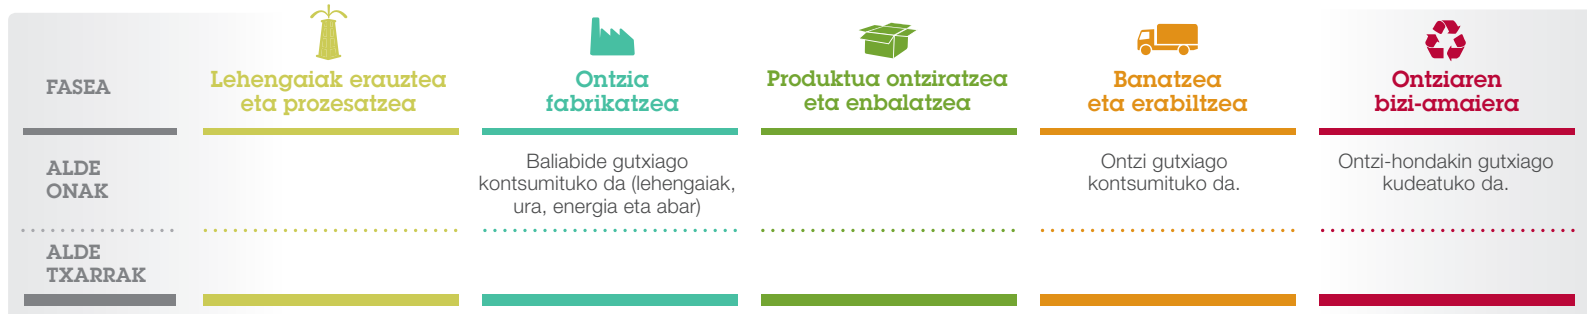 FASEA
Lehengaiak erauztea
eta prozesatzea
Ontzia
fabrikatzea
Produktua ontziratzea
eta enbalatzea
Banatzea
eta erabiltzea
Ontziaren
bizi-amaiera
ALDE
ONAK
Baliabide gutxiago
kontsumituko da (lehengaiak,
ura, energia eta abar)
Ontzi gutxiago
kontsumituko da.
Ontzi-hondakin gutxiago
kudeatuko da.
ALDE
TXARRAK